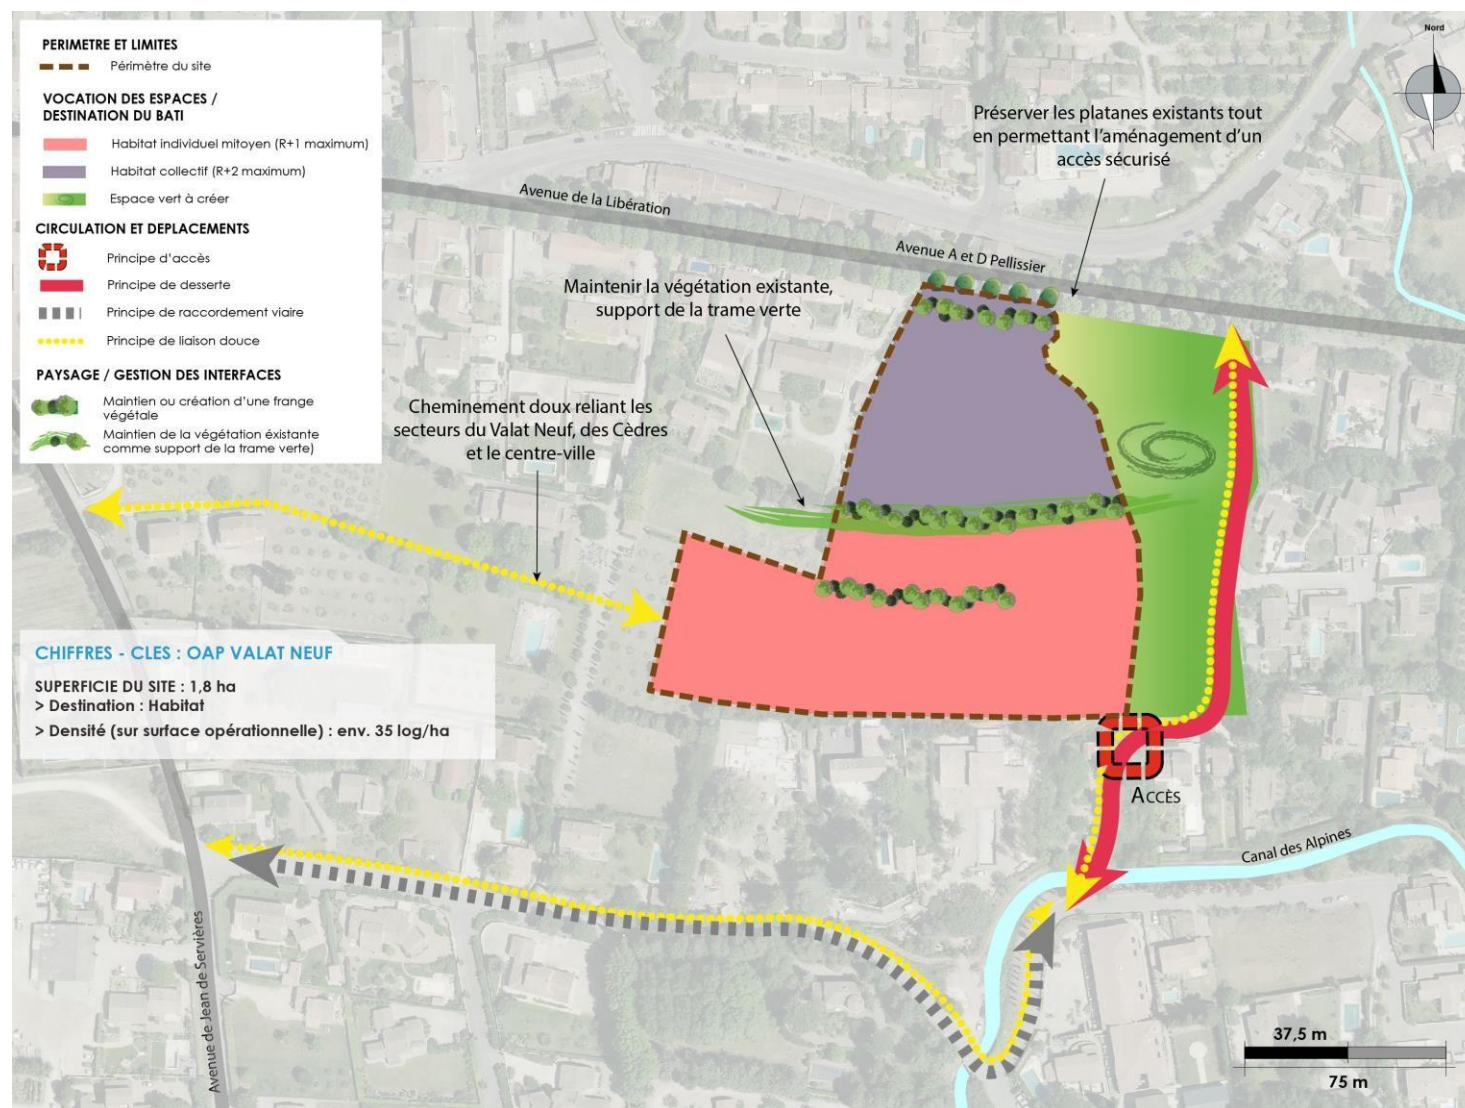 PERIMETRE ET LIMITES
Périmètre du site
VOCATION DES ESPACES /
DESTINATION DU BATI
Habitat individuel mitoyen (R+1 maximum)
Habitat collectif (R+2 maximum)
Espace vert à créer
CIRCULATION ET DEPLACEMENTS
Principe d'accès
Principe de desserte
Principe de raccordement viaire
Principe de liaison douce
PAYSAGE / GESTION DES INTERFACES
Maintien ou création d'une frange
végétale
Maintien de la végétation éxistante
comme support de la trame verte)
Nord
Préserver les platanes existants tout
en permettant l'aménagement d'un
accès sécurisé
Avenue de la Libération
Avenue A et D Pellissier
Maintenir la végétation existante,
support de la trame verte
Cheminement doux reliant les
secteurs du Valat Neuf, des Cèdres
et le centre-ville
CHIFFRES - CLES : OAP VALAT NEUF
SUPERFICIE DU SITE : 1,8 ha
> Destination : Habitat
> Densité (sur surface opérationnelle) : env. 35 log/ha
ACCÈS
Canal des Alpines
Avenue de Jean de Servières
37,5 m
75 m